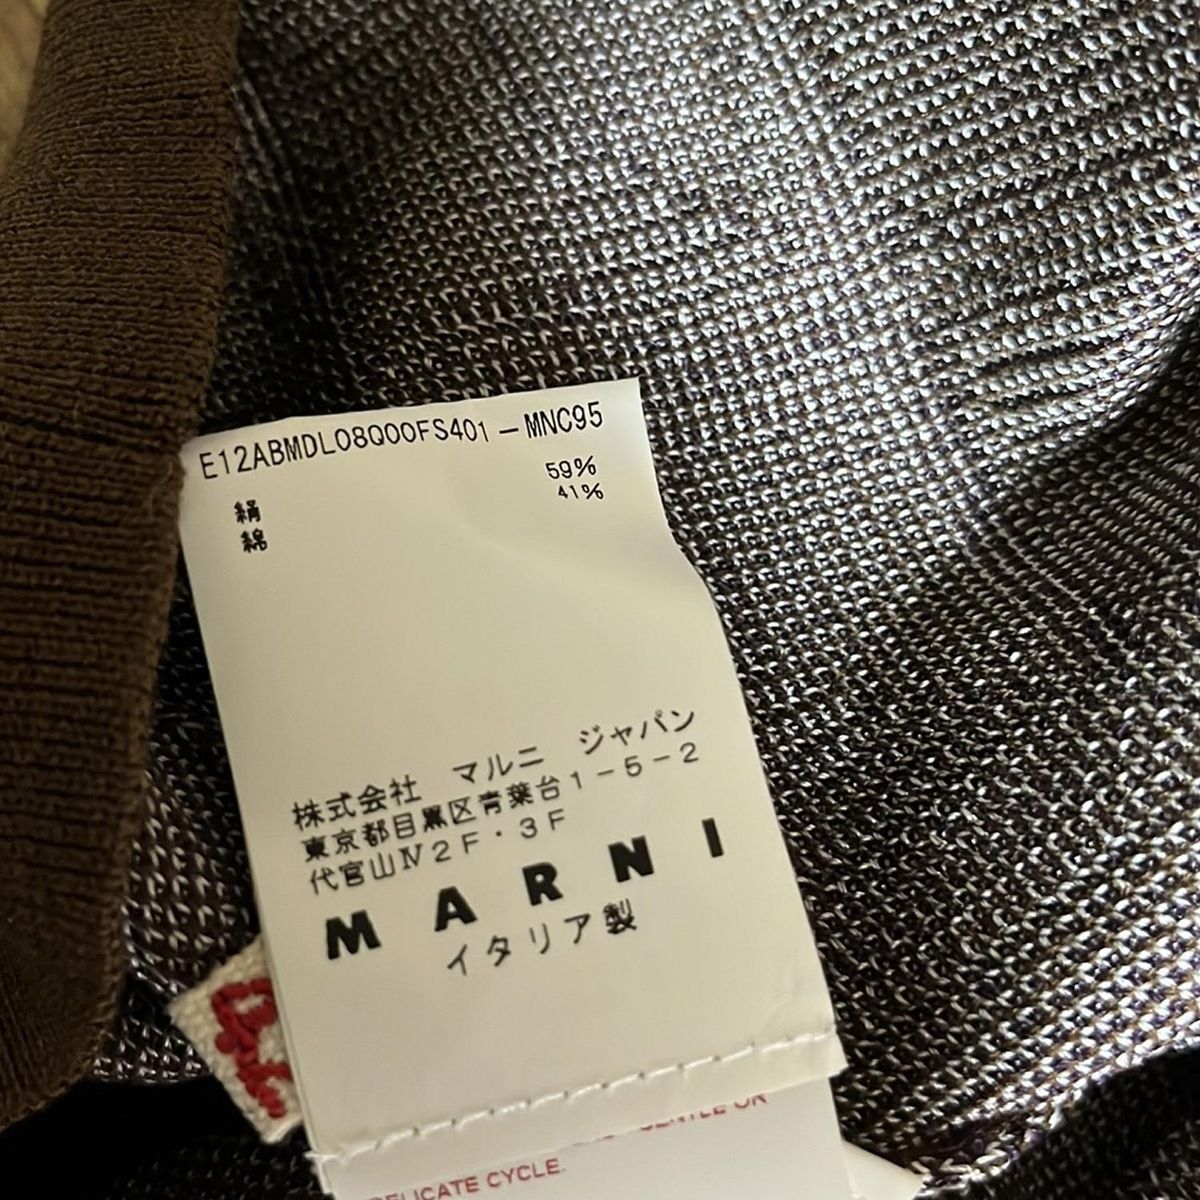 E12ABMDL08Q00FS401-MNC95
絹 59%
綿 41%
株式会社 マルニ ジャパン
東京都目黒区青葉台1-5-2
代官山Ⅳ2F・3F
MARNI
イタリア製
GENTLE OR
DELICATE CYCLE.